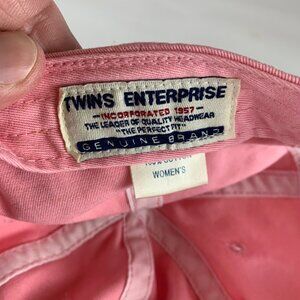 TWINS ENTERPRISE
-INCORPORATED 1957-
THE LEADER OF QUALITY HEADWEAR
"THE PERFECT FIT"
GENUINE BRAND
100% COTTON
WOMEN'S